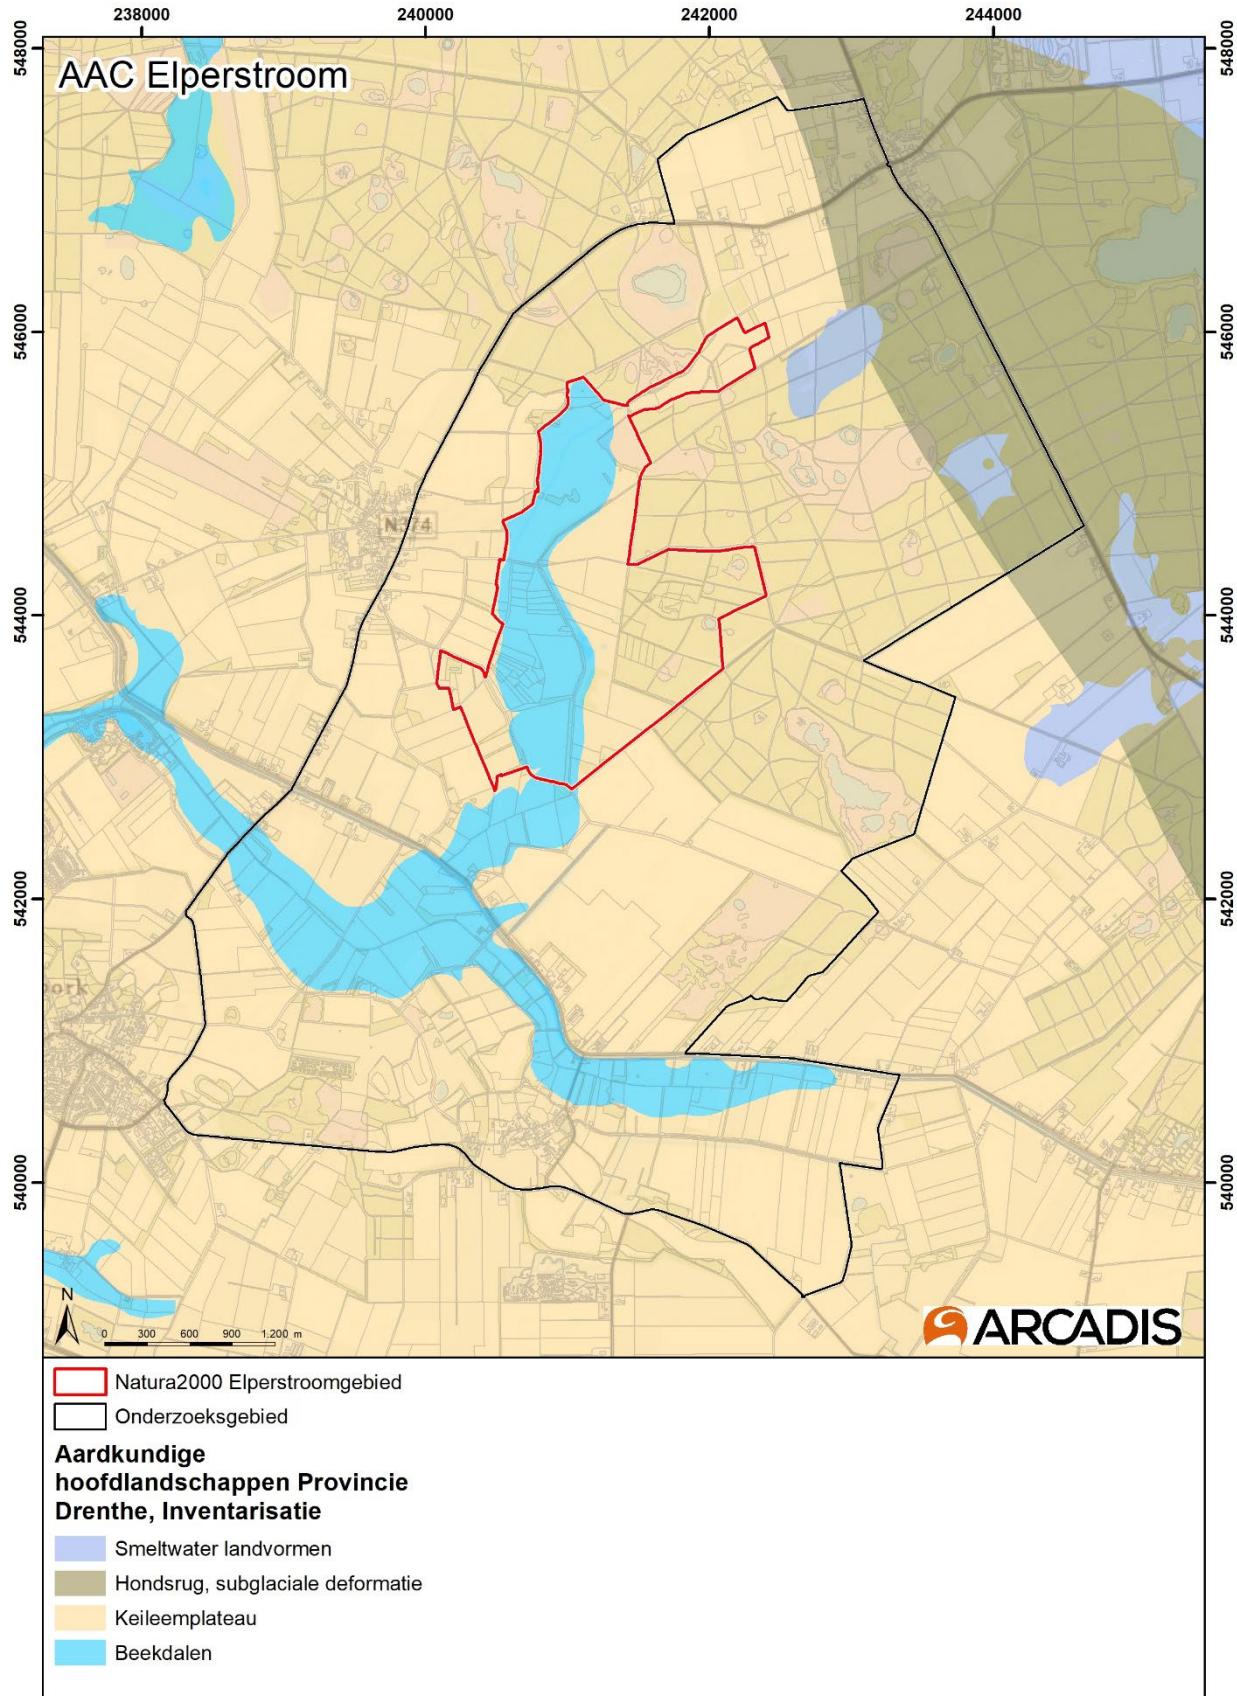 238000 240000 242000 244000
548000 548000
AAC Elperstroom
546000 546000
N374
544000 544000
542000 542000
ork
540000 540000
N
0 300 600 900 1.200 m
ARCADIS
Natura2000 Elperstroomgebied
Onderzoeksgebied
Aardkundige
hoofdlandschappen Provincie
Drenthe, Inventarisatie
Smeltwater landvormen
Hondsrug, subglaciale deformatie
Keileemplateau
Beekdalen